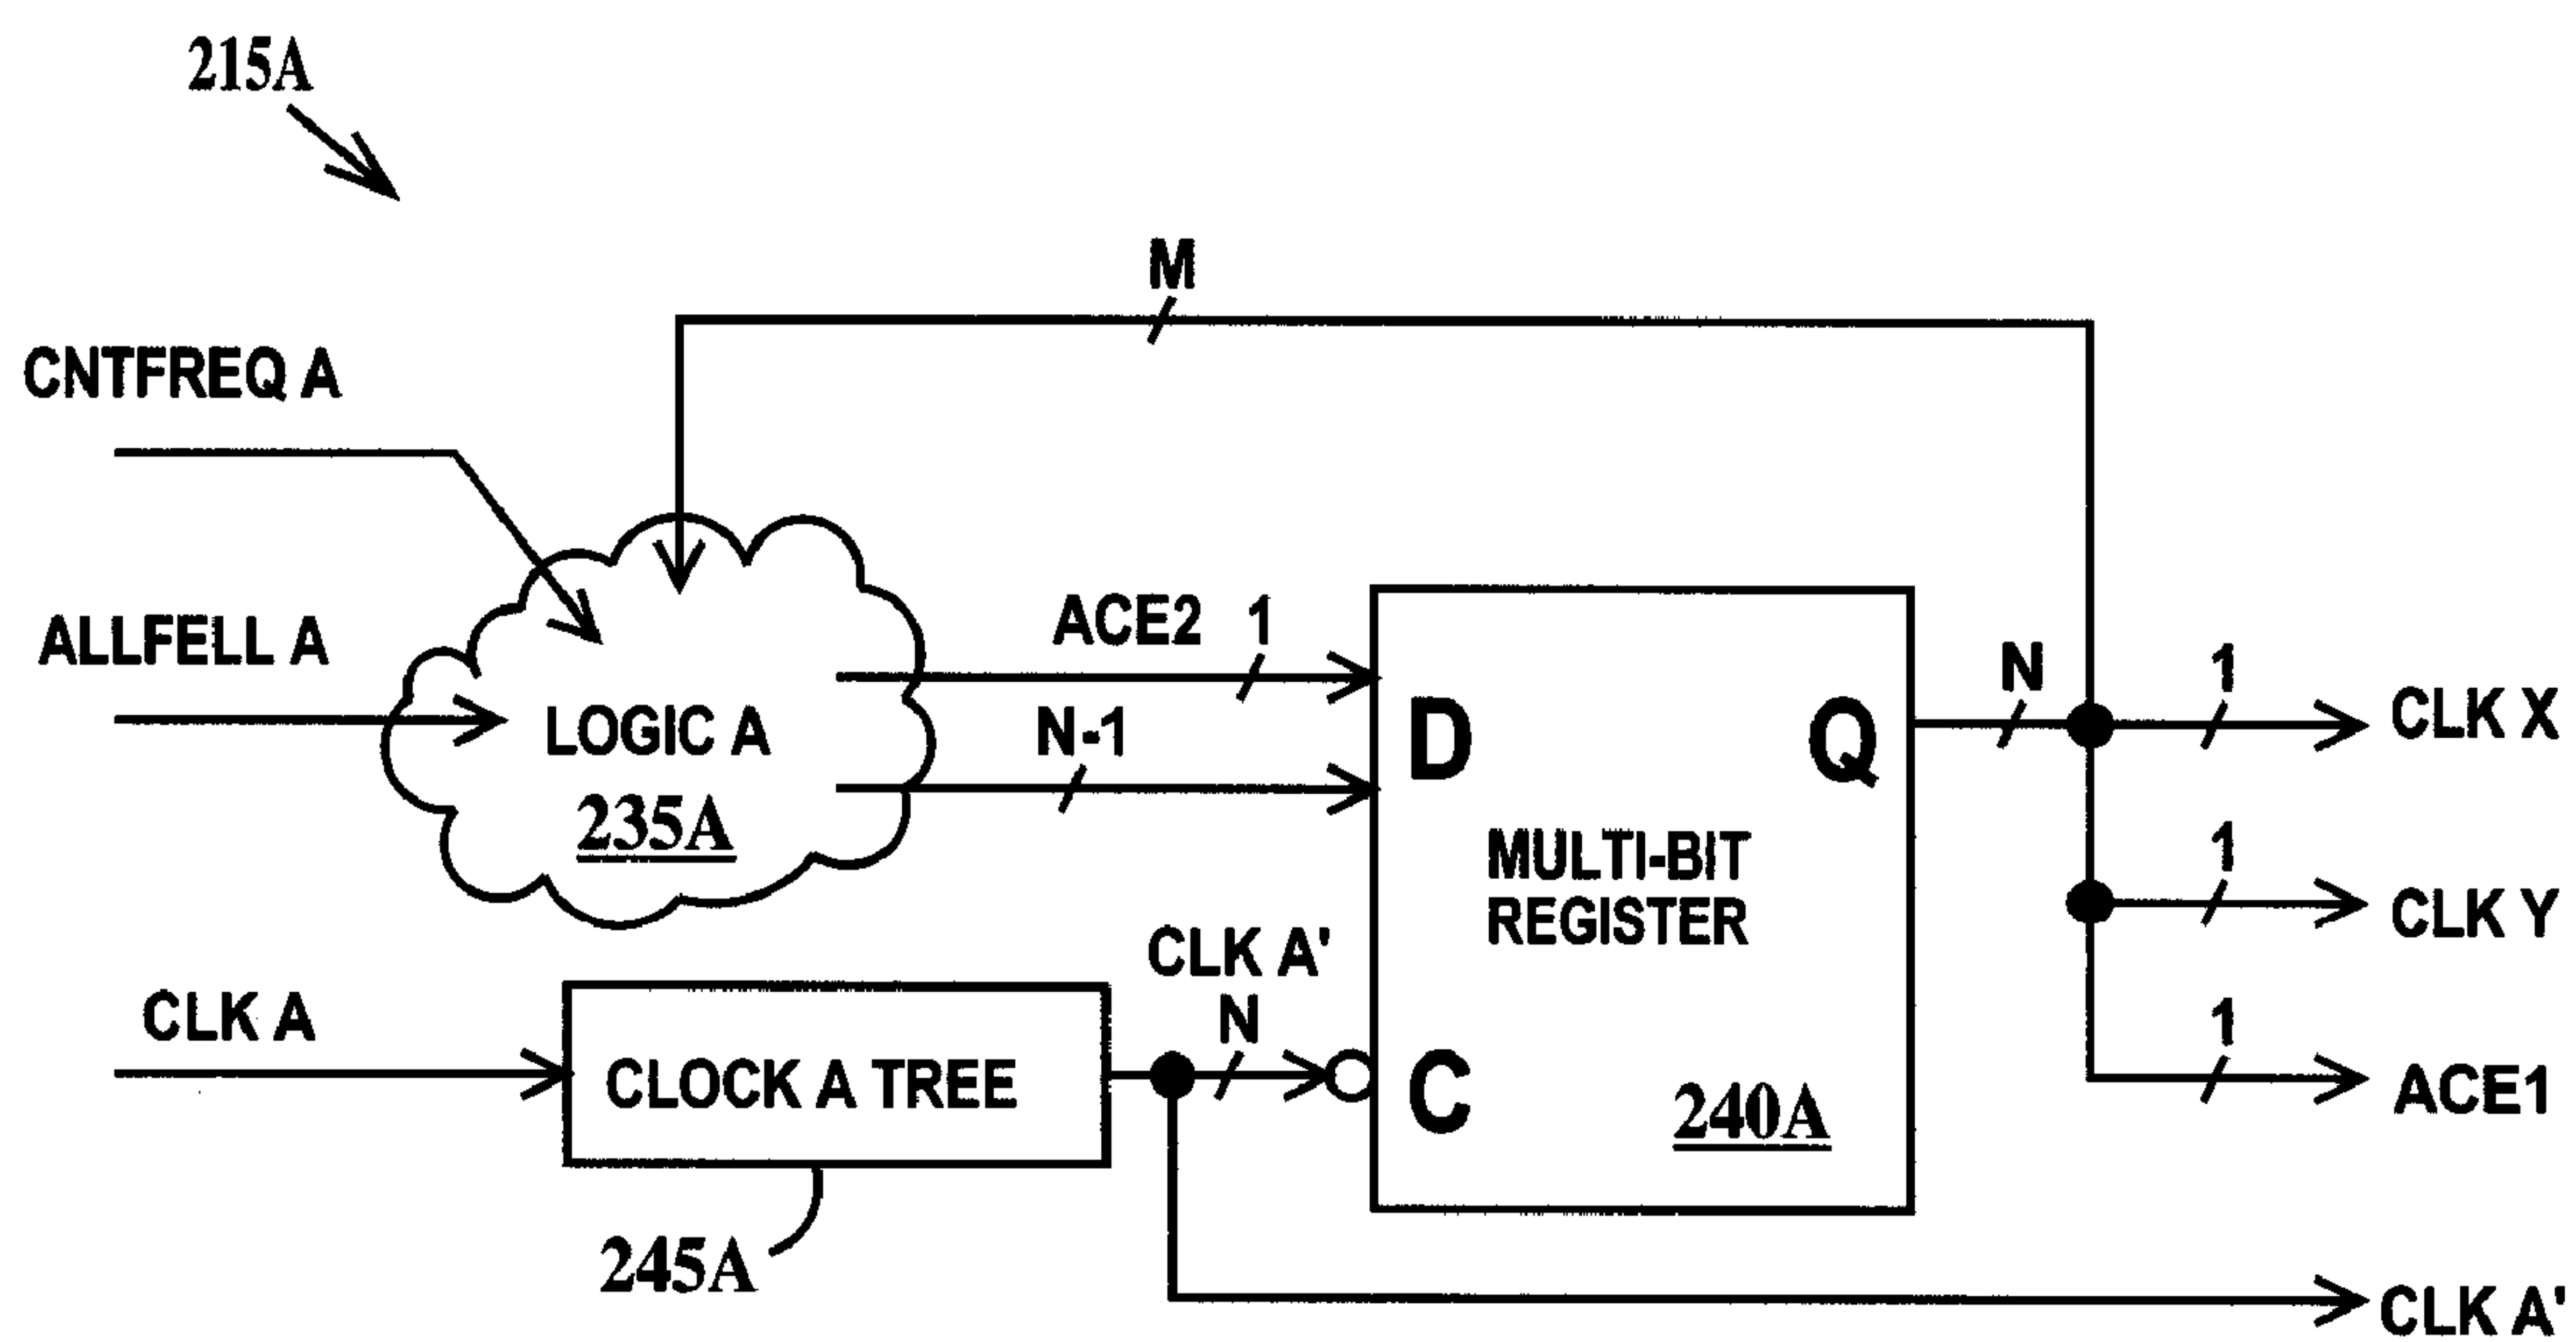 215A
M
CNTFREQ A
ALLFELL A
ACE2 1
N-1
LOGIC A
235A
D
Q
N
1
CLK X
MULTI-BIT
REGISTER
1
CLK Y
CLK A
CLOCK A TREE
245A
CLK A'
N
C
240A
1
ACE1
CLK A'